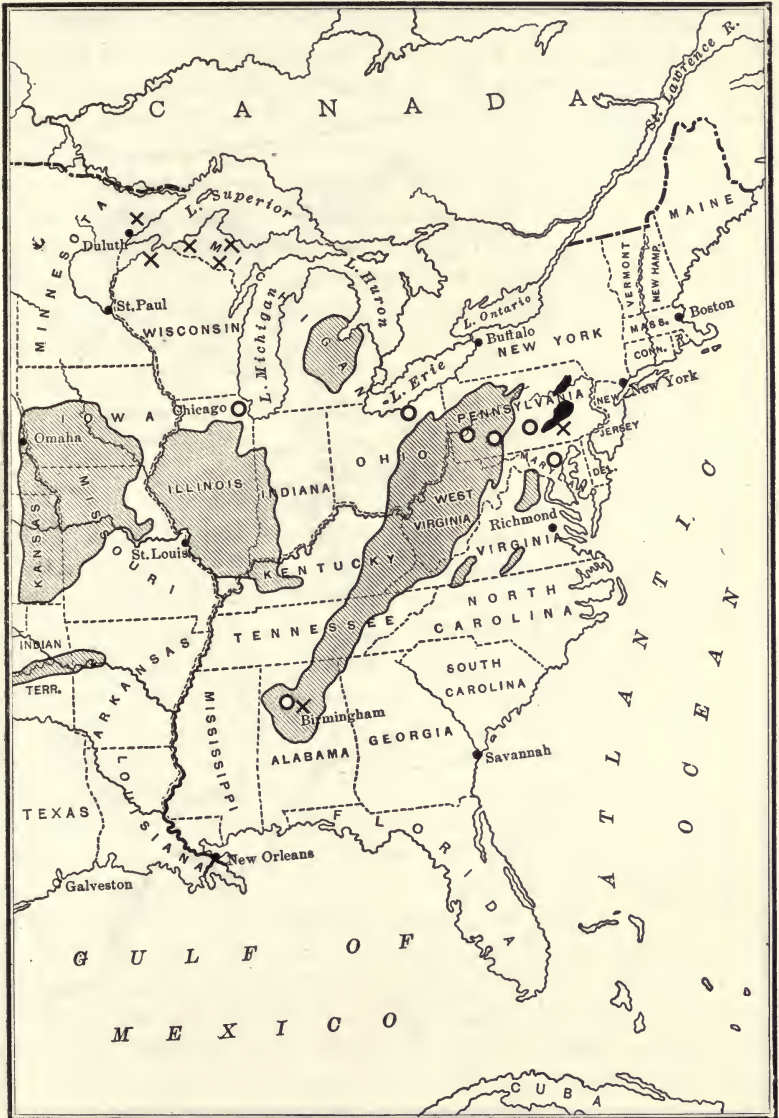 CANADA
St. Lawrence R.
MAINE
L. Superior
MINNESOTA
Duluth
MICHIGAN
L. Huron
VERMONT
NEW HAMP.
St. Paul
WISCONSIN
L. Michigan
L. Ontario
Buffalo
NEW YORK
MASS.
Boston
CONN.
R.I.
L. Erie
New York
IOWA
Chicago
PENNSYLVANIA
NEW JERSEY
Omaha
ILLINOIS
INDIANA
OHIO
MAR
DEL.
MISSOURI
KANSAS
WEST
VIRGINIA
Richmond
VIRGINIA
St. Louis
KENTUCKY
NORTH
CAROLINA
TENNESSEE
INDIAN
TERR.
ARKANSAS
SOUTH
CAROLINA
MISSISSIPPI
Birmingham
ALABAMA
GEORGIA
Savannah
TEXAS
LOUISIANA
FLORIDA
New Orleans
Galveston
ATLANTIC
OCEAN
GULF OF
MEXICO
CUBA